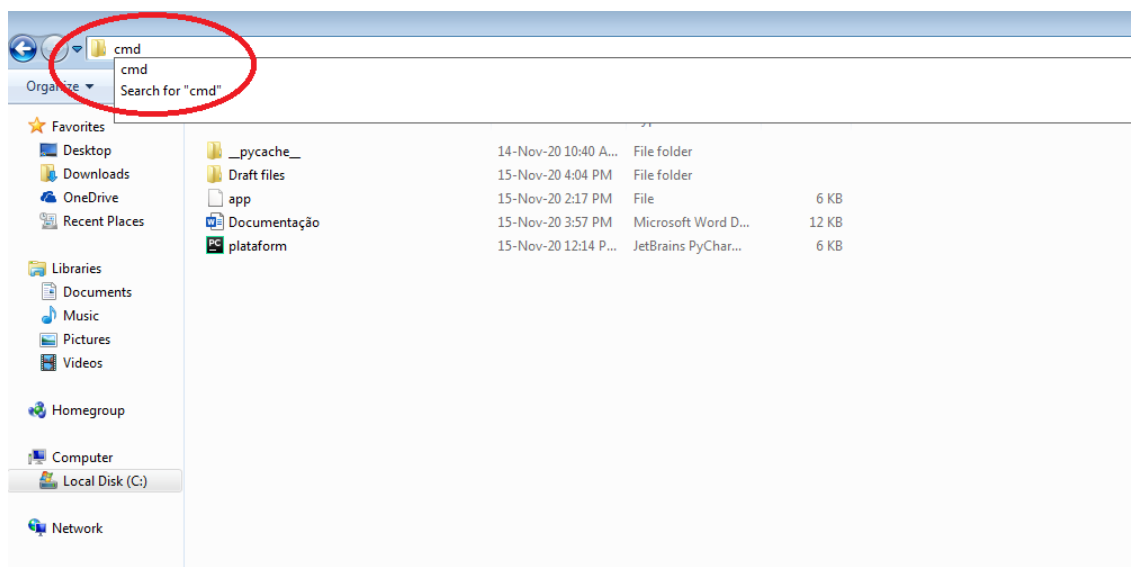 cmd
cmd
Search for "cmd"
Organize
Favorites
Desktop
Downloads
OneDrive
Recent Places
Libraries
Documents
Music
Pictures
Videos
Homegroup
Computer
Local Disk (C:)
Network
__pycache__ 14-Nov-20 10:40 A... File folder
Draft files 15-Nov-20 4:04 PM File folder
app 15-Nov-20 2:17 PM File 6 KB
Documentação 15-Nov-20 3:57 PM Microsoft Word D... 12 KB
plataform 15-Nov-20 12:14 P... JetBrains PyChar... 6 KB